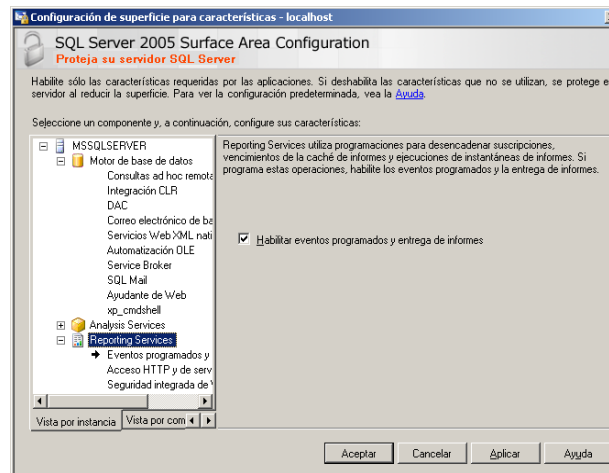 Configuración de superficie para características - localhost
SQL Server 2005 Surface Area Configuration
Proteja su servidor SQL Server
Habilite sólo las características requeridas por las aplicaciones. Si deshabilita las características que no se utilizan, se protege e
servidor al reducir la superficie. Para ver la configuración predeterminada, vea la Ayuda.
Seleccione un componente y, a continuación, configure sus características:
MSSQLSERVER
Motor de base de datos
Consultas ad hoc remota
Integración CLR
DAC
Correo electrónico de ba
Servicios Web XML nati
Automatización OLE
Service Broker
SQL Mail
Ayudante de Web
xp_cmdshell
Analysis Services
Reporting Services
Eventos programados y
Acceso HTTP y de serv
Seguridad integrada de
Vista por instancia Vista por com
Reporting Services utiliza programaciones para desencadenar suscripciones,
vencimientos de la caché de informes y ejecuciones de instantáneas de informes. Si
programa estas operaciones, habilite los eventos programados y la entrega de informes.
Habilitar eventos programados y entrega de informes
Aceptar Cancelar Aplicar Ayuda